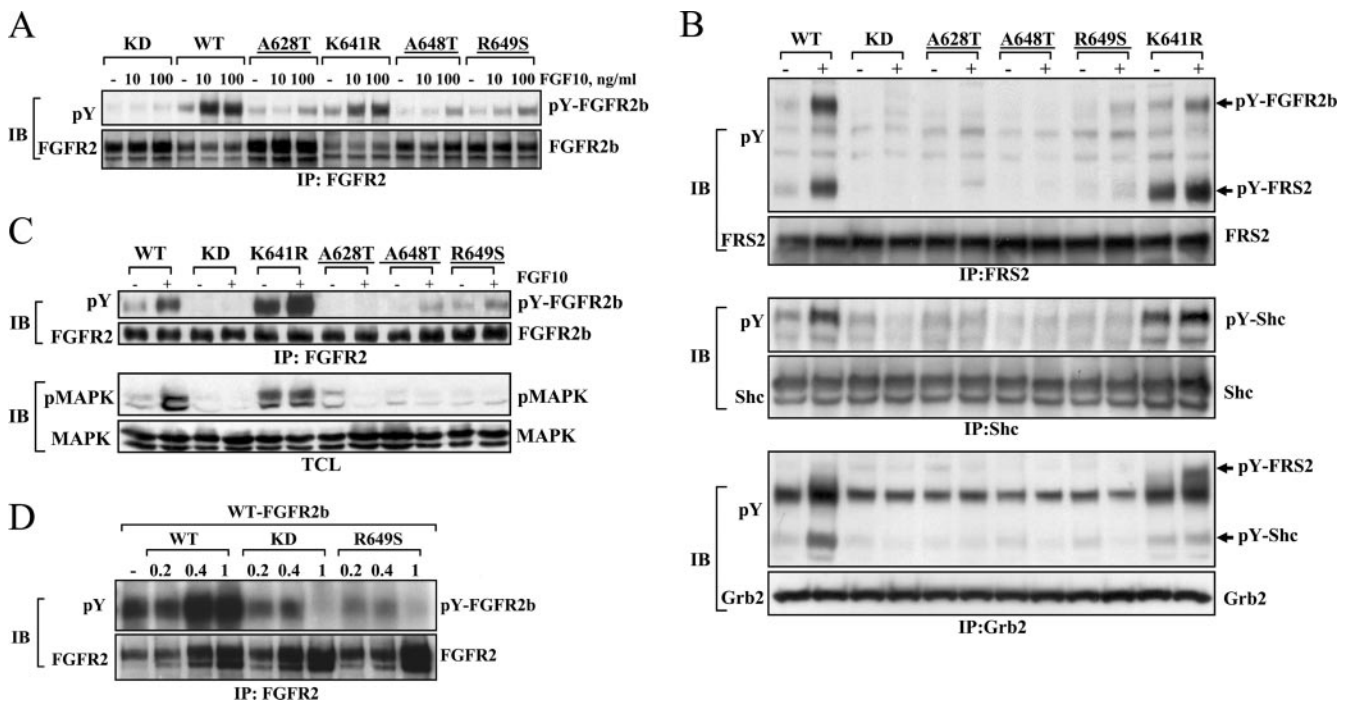 A
KD WT A628T K641R A648T R649S
- 10 100 - 10 100 - 10 100 - 10 100 - 10 100 - 10 100 FGF10, ng/ml
IB
pY pY-FGFR2b
FGFR2 FGFR2b
IP: FGFR2
B
WT KD A628T A648T R649S K641R
- + - + - + - + - + - +
IB
pY pY-FGFR2b
pY-FRS2
FRS2 FRS2
IP:FRS2
IB
pY pY-Shc
Shc Shc
IP:Shc
IB
pY pY-FRS2
pY-Shc
Grb2 Grb2
IP:Grb2
C
WT KD K641R A628T A648T R649S
- + - + - + - + - + - + FGF10
IB
pY pY-FGFR2b
FGFR2 FGFR2b
IP: FGFR2
IB
pMAPK pMAPK
MAPK MAPK
TCL
D
WT-FGFR2b
WT KD R649S
- 0.2 0.4 1 0.2 0.4 1 0.2 0.4 1
IB
pY pY-FGFR2b
FGFR2 FGFR2
IP: FGFR2